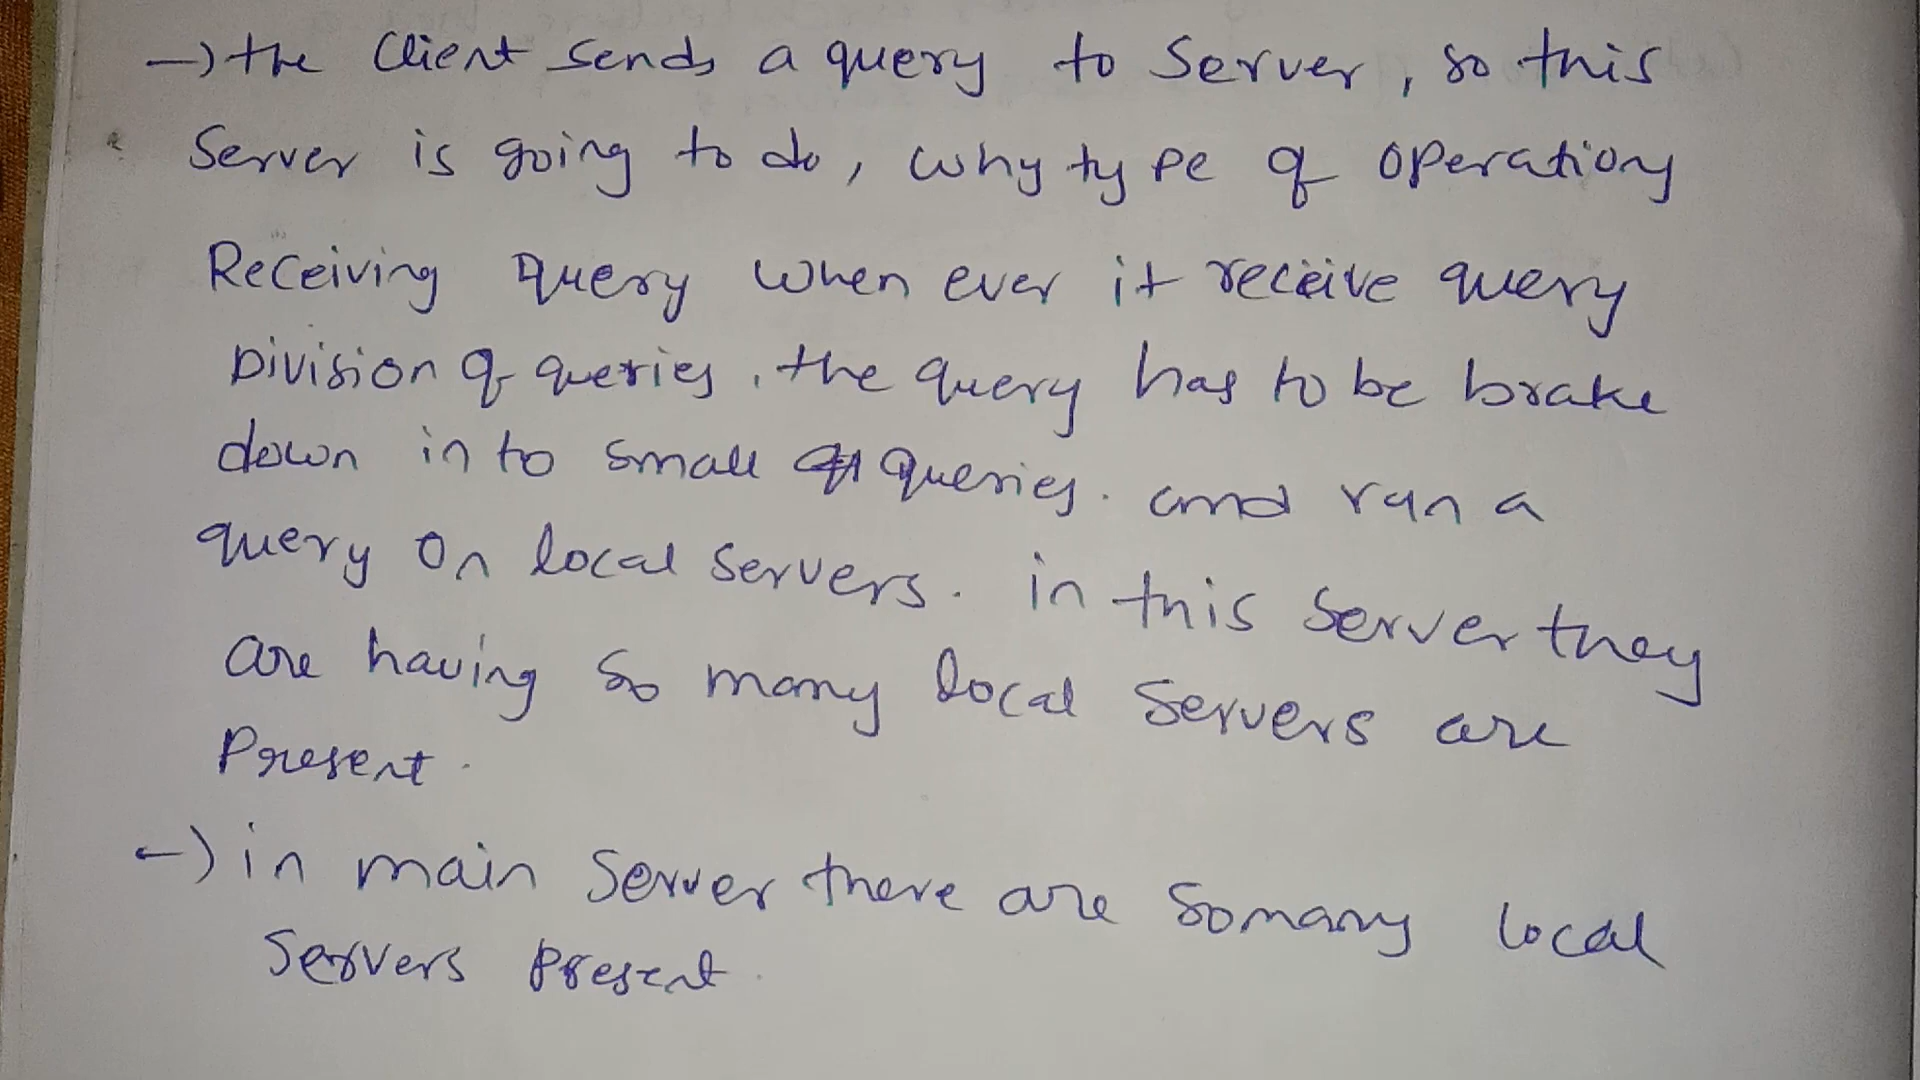 → the Client sends a query to Server, so this
Server is going to do, why type of operations
Receiving query when ever it receive query
Division of queries. the query has to be brake
down in to small queries. and run a
query on local servers. in this server they
are having so many local servers are
Present.
→ in main server there are so many local
servers present.